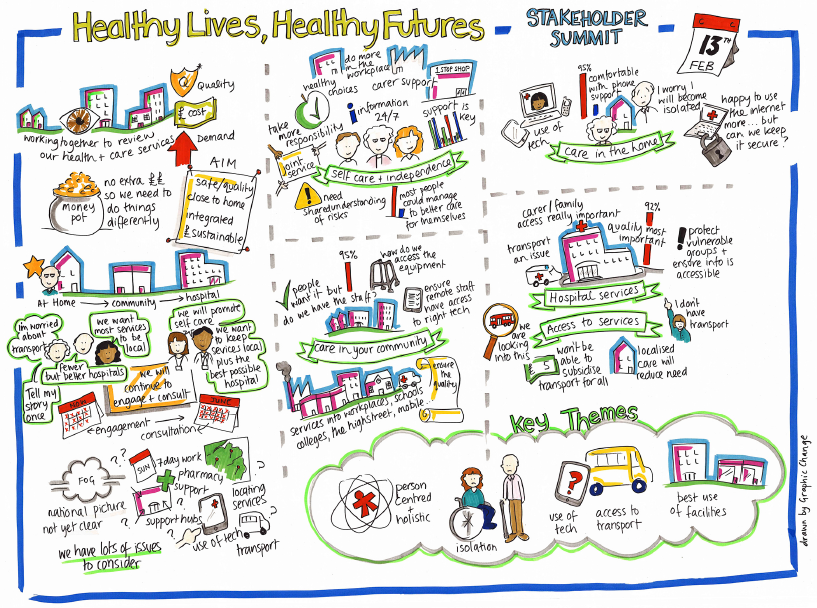 Healthy Lives, Healthy Futures
STAKEHOLDER
SUMMIT
13TH
FEB
Q
Quality
£ cost
Demand
working together to review
our health + care services
money
pot
no extra ££
so we need to
do things
differently
AIM
safe/quality
close to home
integrated
£sustainable
At Home
community
hospital
I'm worried
about
transport
we want
most services
to be
local
we will promote
self care
we want
to keep
sevices local
plus the
best possible
hospital
fewer
but better hospitals
Tell my
story
once
we will
continue to
engage + consult
JUNE
engagement
consultation
FOG
national picture
not yet clear
??
?
SUN
7day work
pharmacy
support
support hubs
?
?
locating
services
use of tech
transport
?
we have lots of issues
to consider
healthy
choices
do more
in the
workplace
carer support
1 STOP SHOP
take
more
responsibility
information
24/7
support is
key
joint
service
self care + independence
need
shared understanding
of risks
most people
could manage
to better care
for themselves
people
want it but
do we have the staff?
95%
how do we
access the
equipment
ensure
remote staff
have access
to right tech
care in your community
ensure
the
quality
services into workplaces, schools
colleges, the highstreet, mobile...
use of
tech
95%
comfortable
with phone
support
I worry I
will become
isolated
happy to use
the internet
more... but
can we keep
it secure?
care in the home
carer/family
access really important
transport
an issue
92%
quality most
important
protect
vulnerable
groups +
ensure info is
accessible
Hospital services
Access to services
we
are
looking
into this
I don't
have
transport
£5
won't be
able to
subsidise
transport for all
localised
care will
reduce need
Key Themes
person
centred
+
holistic
isolation
?
use of
tech
access to
transport
best use
of facilities
drawn by Graphic Change